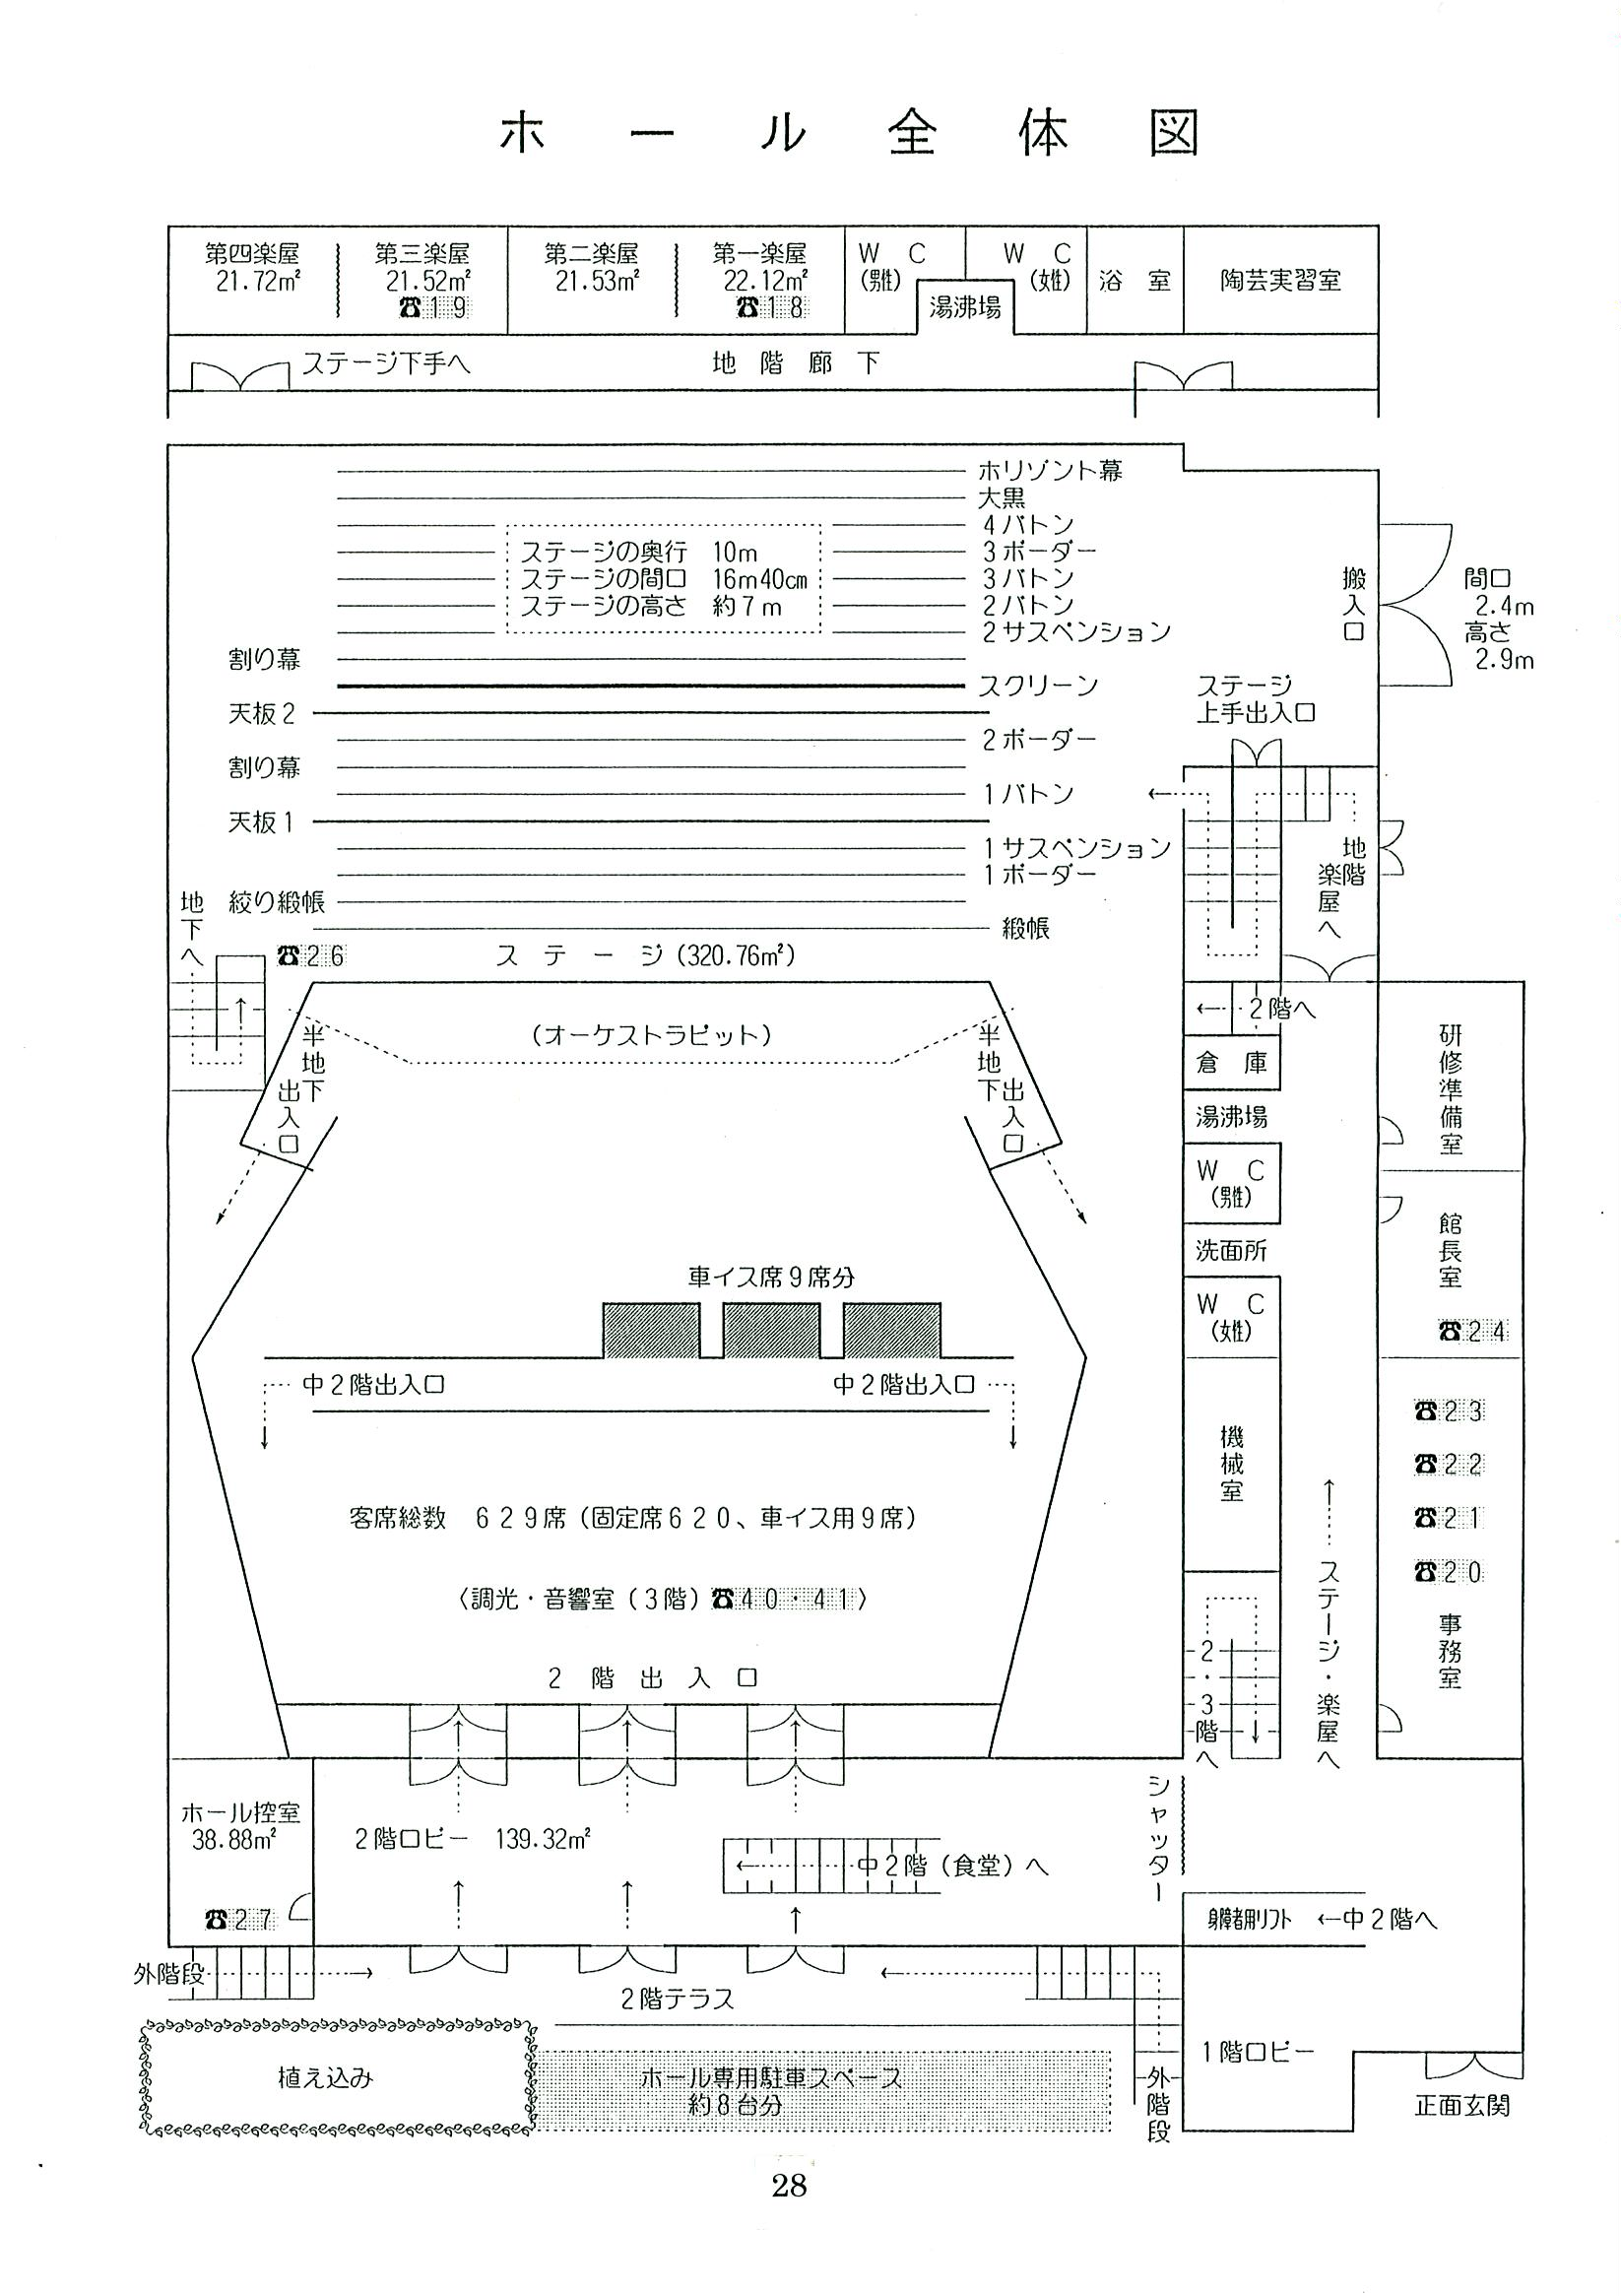 ホール全体図
第四楽屋
21.72㎡
第三楽屋
21.52㎡
☎19
第二楽屋
21.53㎡
第一楽屋
22.12㎡
☎18
WC
(男性)
WC
(女性)
湯沸場
浴室
陶芸実習室
ステージ下手へ
地階廊下
ホリゾント幕
大黒
4バトン
3ボーダー
3バトン
2バトン
2サスペンション
ステージの奥行 10m
ステージの間口 16m40cm
ステージの高さ 約7m
搬入口
間口
2.4m
高さ
2.9m
割り幕
スクリーン
天板2
2ボーダー
割り幕
1バトン
天板1
1サスペンション
1ボーダー
絞り緞帳
緞帳
ステージ
上手出入口
地階
楽屋へ
地下へ
☎26
ステージ(320.76㎡)
(オーケストラピット)
半地下
出入口
半地下
出入口
←2階へ
倉庫
湯沸場
WC
(男性)
洗面所
WC
(女性)
機械室
研修準備室
館長室
☎24
☎23
☎22
☎21
☎20
事務室
車イス席9席分
中2階出入口
中2階出入口
客席総数 629席(固定席620、車イス用9席)
〈調光・音響室(3階)☎40・41〉
2階出入口
2・3階へ
ステージ・楽屋へ
ホール控室
38.88㎡
☎27
2階ロビー 139.32㎡
中2階(食堂)へ
シャッター
身障者用リフト ←中2階へ
外階段
2階テラス
植え込み
ホール専用駐車スペース
約8台分
外階段
1階ロビー
正面玄関
28